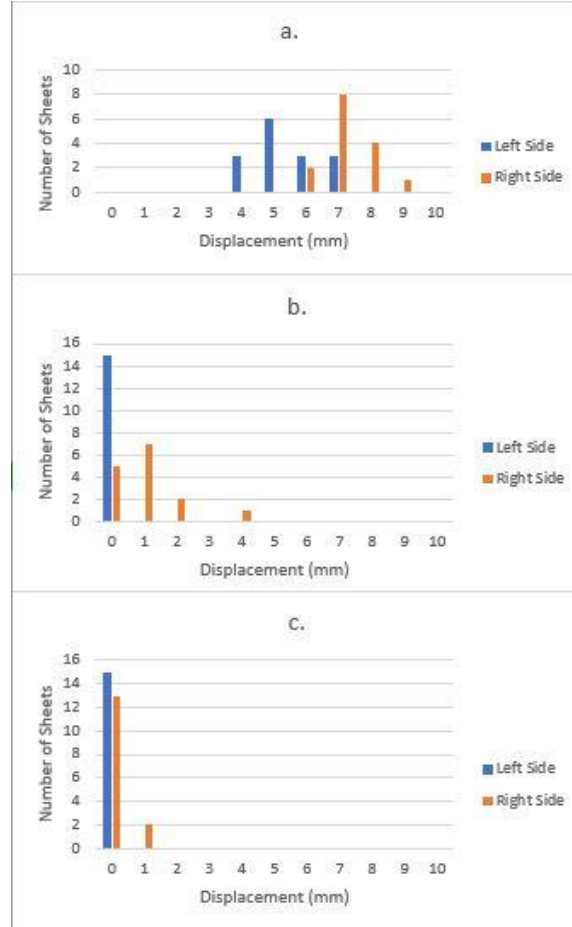 a.
Number of Sheets
10
8
6
4
2
0
0 1 2 3 4 5 6 7 8 9 10
Displacement (mm)
Left Side
Right Side
b.
Number of Sheets
16
14
12
10
8
6
4
2
0
0 1 2 3 4 5 6 7 8 9 10
Displacement (mm)
Left Side
Right Side
c.
Number of Sheets
16
14
12
10
8
6
4
2
0
0 1 2 3 4 5 6 7 8 9 10
Displacement (mm)
Left Side
Right Side